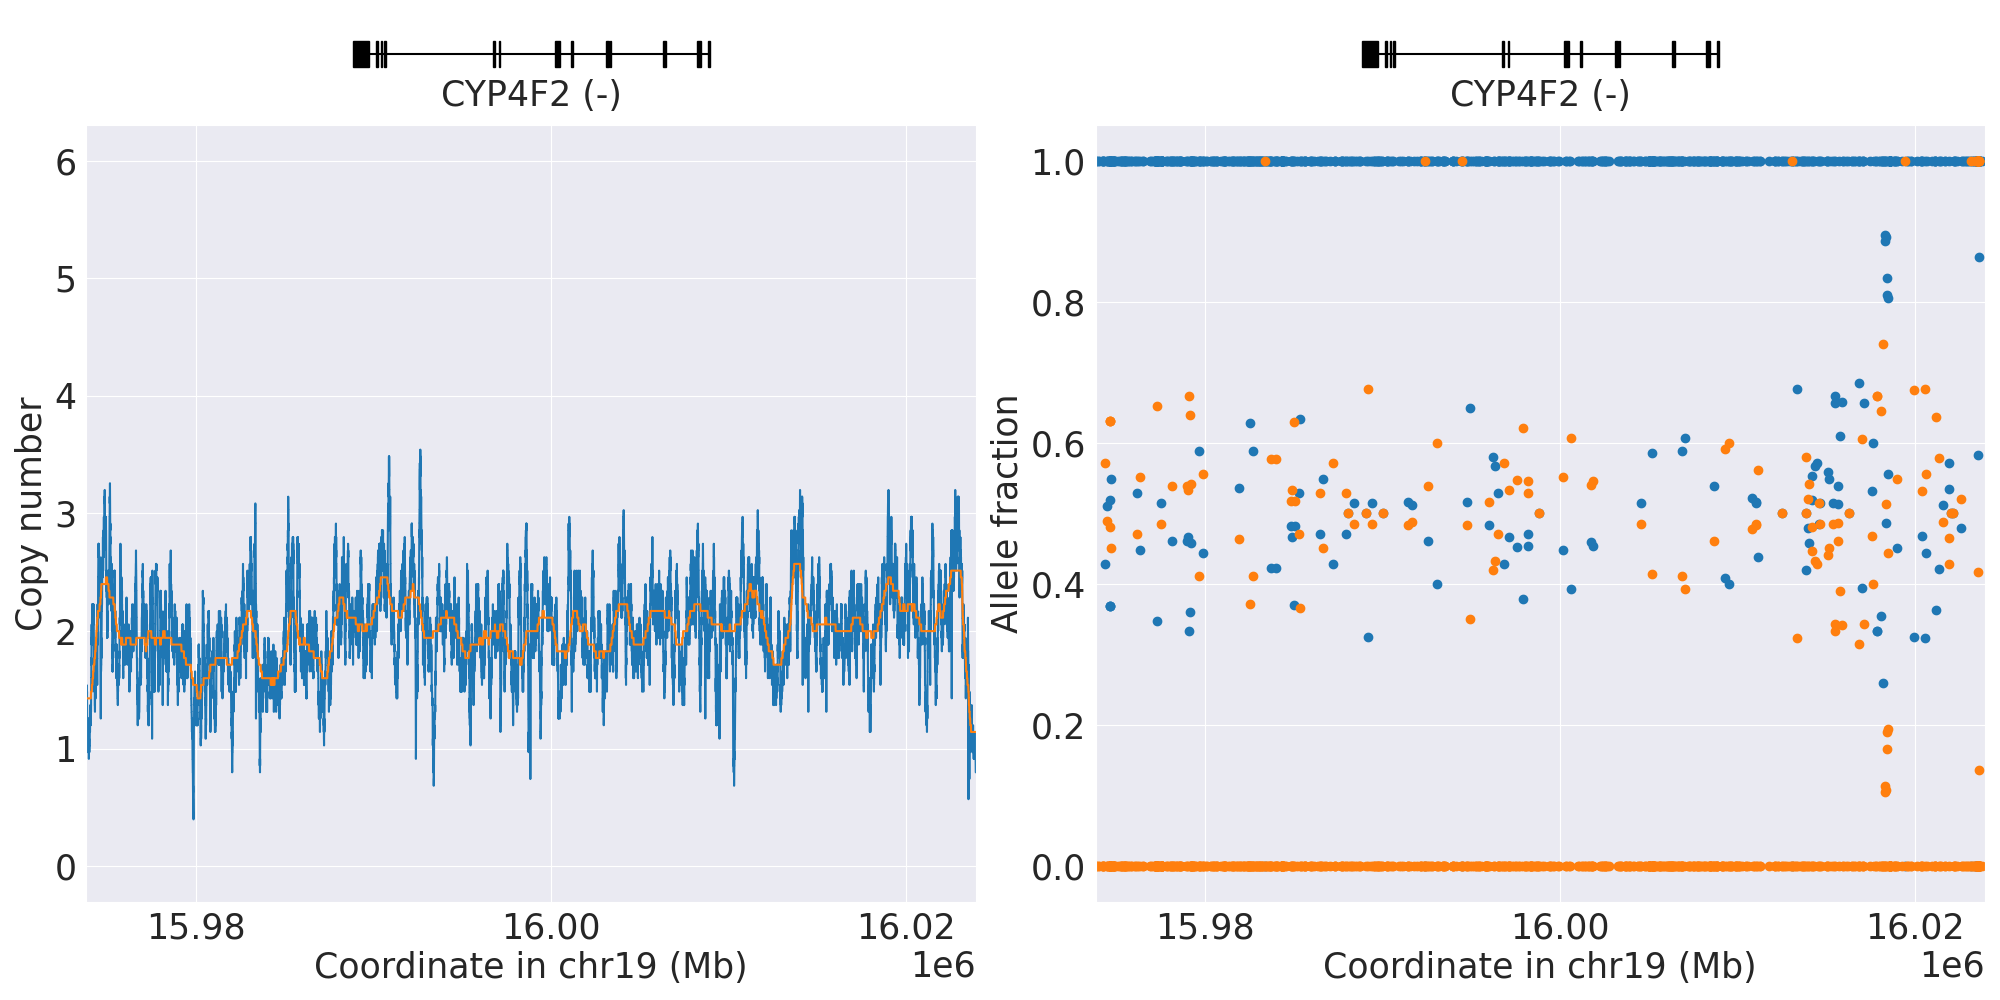 CYP4F2 (-)
6
5
4
3
2
1
0
Copy number
15.98
16.00
16.02
Coordinate in chr19 (Mb)
1e6
CYP4F2 (-)
1.0
0.8
0.6
0.4
0.2
0.0
Allele fraction
15.98
16.00
16.02
Coordinate in chr19 (Mb)
1e6